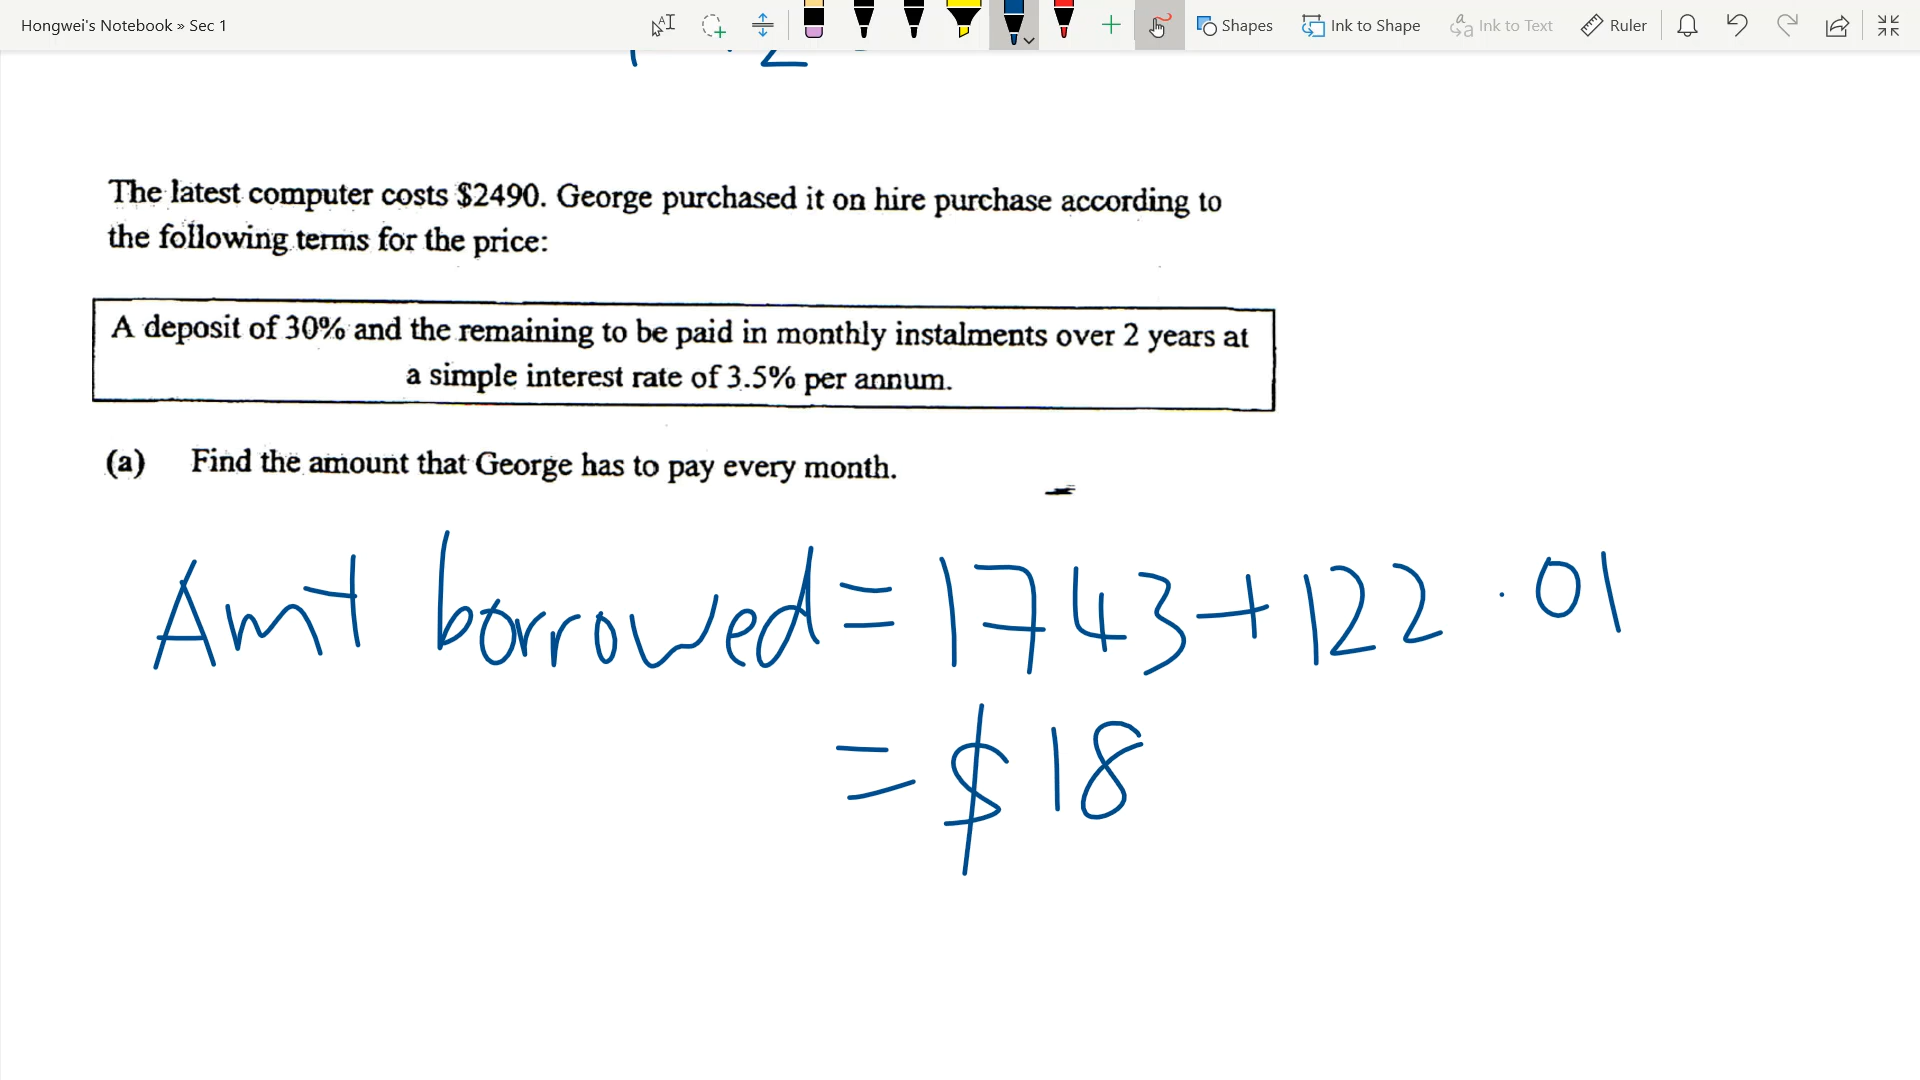 Hongwei's Notebook » Sec 1
Shapes
Ink to Shape
Ink to Text
Ruler
The latest computer costs $2490. George purchased it on hire purchase according to
the following terms for the price:
A deposit of 30% and the remaining to be paid in monthly instalments over 2 years at
a simple interest rate of 3.5% per annum.
(a) Find the amount that George has to pay every month.
Amt borrowed = 1743 + 122.01
= $18